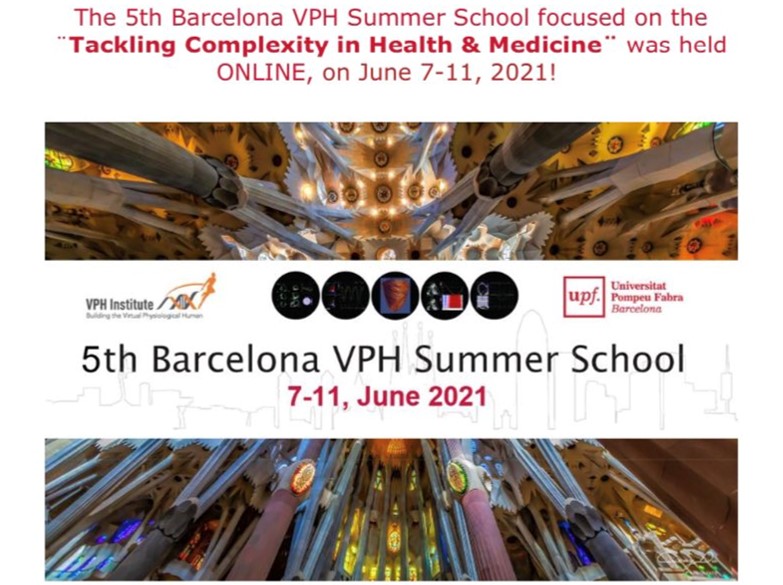 The 5th Barcelona VPH Summer School focused on the
¨Tackling Complexity in Health & Medicine¨ was held
ONLINE, on June 7-11, 2021!
VPH Institute
Building the Virtual Physiological Human
upf.
Universitat
Pompeu Fabra
Barcelona
5th Barcelona VPH Summer School
7-11, June 2021